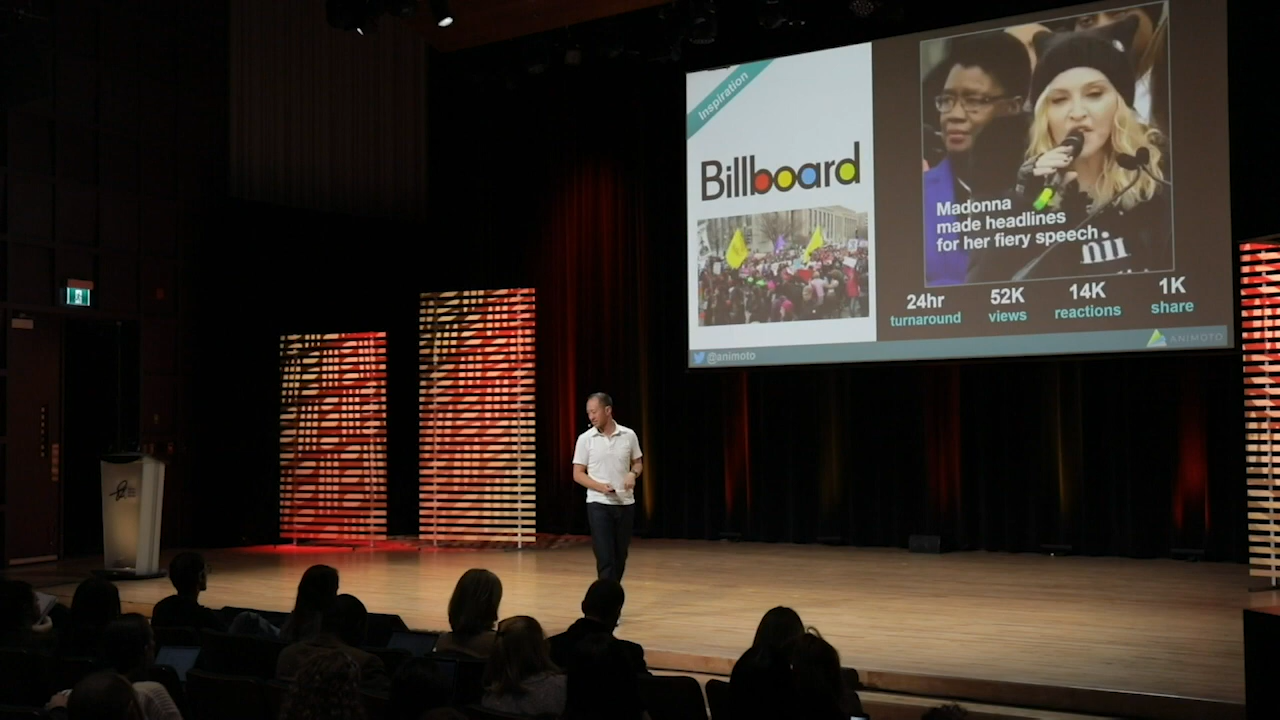 Inspiration
Billboard
Madonna
made headlines
for her fiery speech
24hr
turnaround
52K
views
14K
reactions
1K
share
@animoto
ANIMOTO